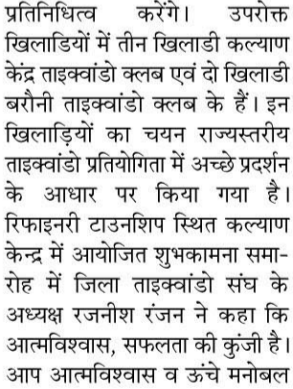 प्रतिनिधित्व करेंगे। उपरोक्त
खिलाडियों में तीन खिलाडी कल्याण
केंद्र ताइक्वांडो क्लब एवं दो खिलाडी
बरौनी ताइक्वांडो क्लब के हैं। इन
खिलाड़ियों का चयन राज्यस्तरीय
ताइक्वांडो प्रतियोगिता में अच्छे प्रदर्शन
के आधार पर किया गया है।
रिफाइनरी टाउनशिप स्थित कल्याण
केन्द्र में आयोजित शुभकामना समा-
रोह में जिला ताइक्वांडो संघ के
अध्यक्ष रजनीश रंजन ने कहा कि
आत्मविश्वास, सफलता की कुंजी है।
आप आत्मविश्वास व ऊंचे मनोबल